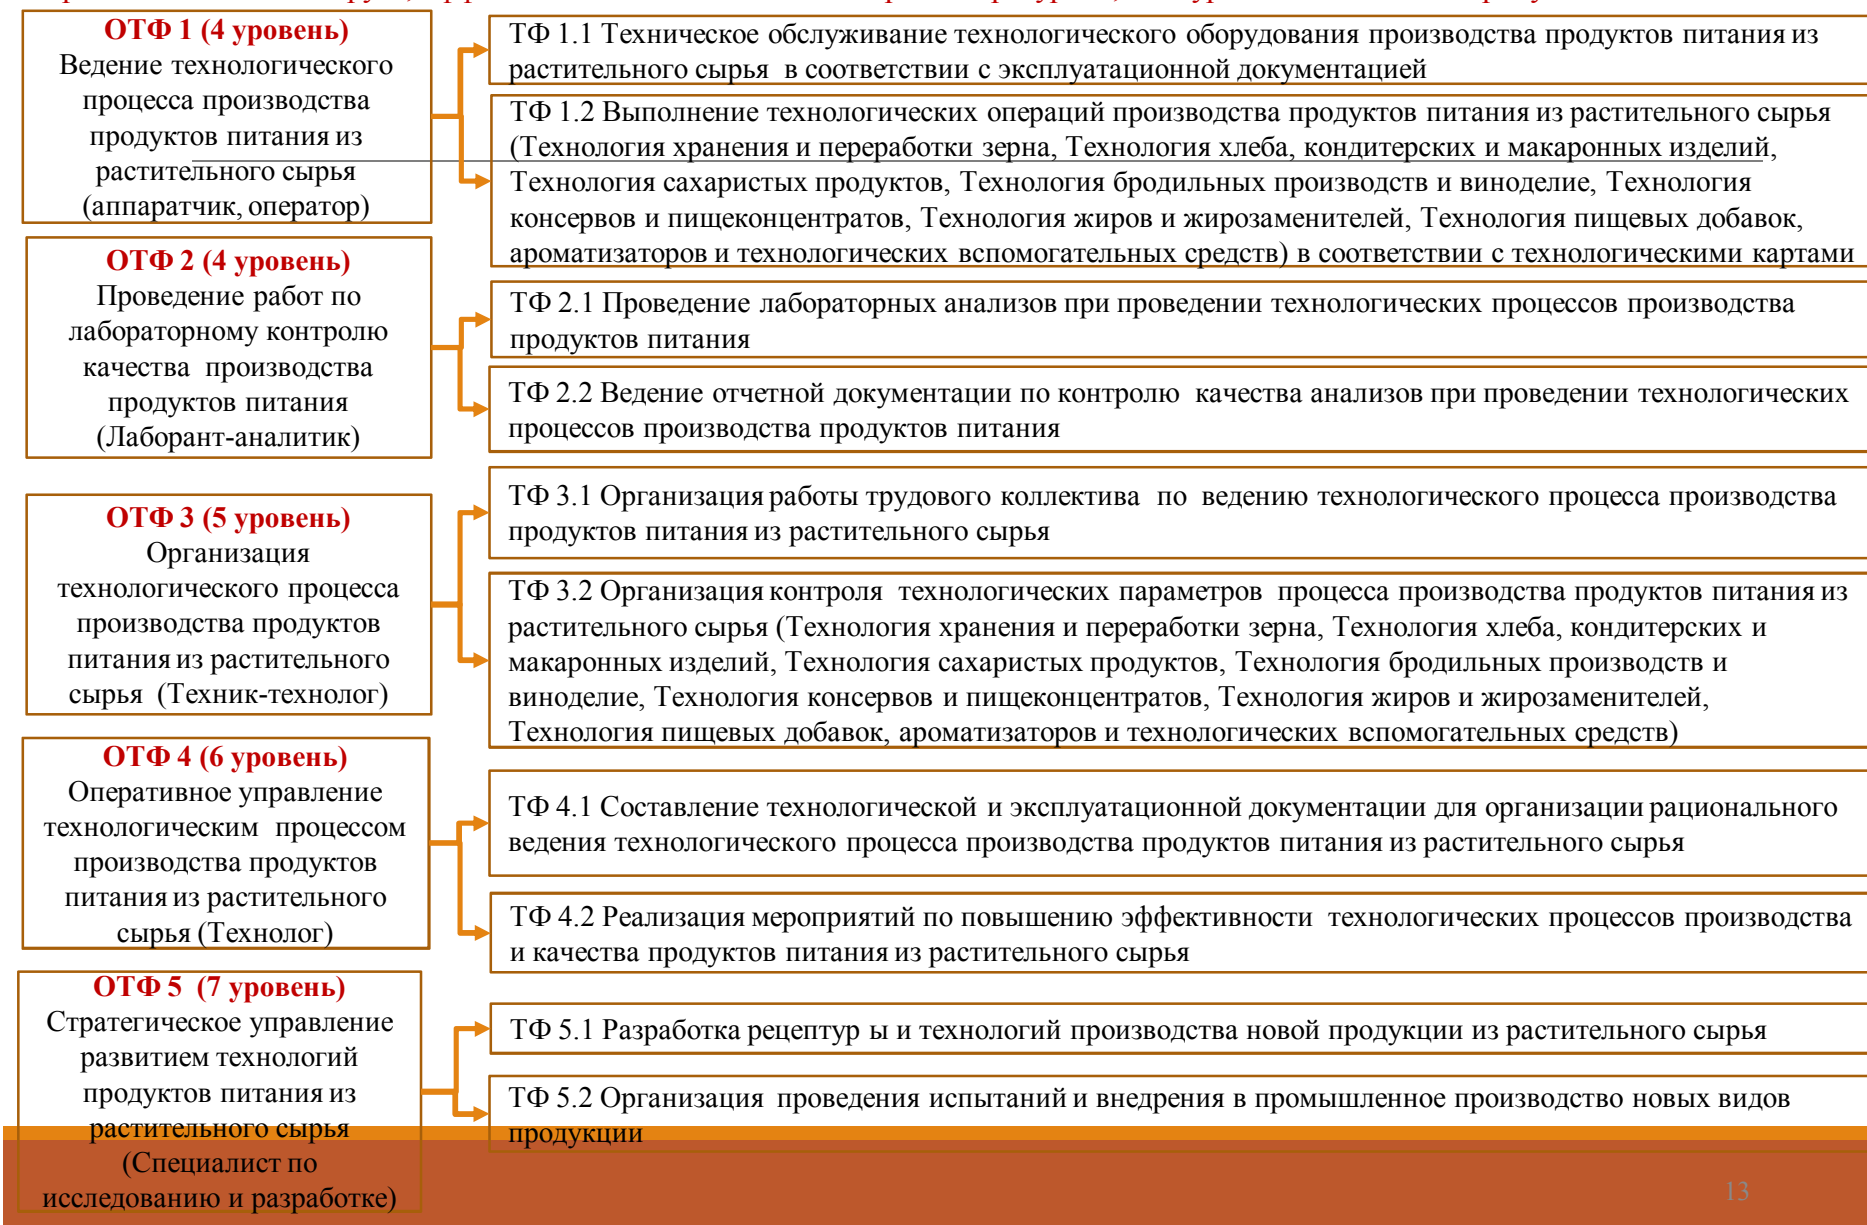 ОТФ 1 (4 уровень)
Ведение технологического
процесса производства
продуктов питания из
растительного сырья
(аппаратчик, оператор)
ТФ 1.1 Техническое обслуживание технологического оборудования производства продуктов питания из
растительного сырья в соответствии с эксплуатационной документацией
ТФ 1.2 Выполнение технологических операций производства продуктов питания из растительного сырья
(Технология хранения и переработки зерна, Технология хлеба, кондитерских и макаронных изделий,
Технология сахаристых продуктов, Технология бродильных производств и виноделие, Технология
консервов и пищеконцентратов, Технология жиров и жирозаменителей, Технология пищевых добавок,
ароматизаторов и технологических вспомогательных средств) в соответствии с технологическими картами
ОТФ 2 (4 уровень)
Проведение работ по
лабораторному контролю
качества производства
продуктов питания
(Лаборант-аналитик)
ТФ 2.1 Проведение лабораторных анализов при проведении технологических процессов производства
продуктов питания
ТФ 2.2 Ведение отчетной документации по контролю качества анализов при проведении технологических
процессов производства продуктов питания
ОТФ 3 (5 уровень)
Организация
технологического процесса
производства продуктов
питания из растительного
сырья (Техник-технолог)
ТФ 3.1 Организация работы трудового коллектива по ведению технологического процесса производства
продуктов питания из растительного сырья
ТФ 3.2 Организация контроля технологических параметров процесса производства продуктов питания из
растительного сырья (Технология хранения и переработки зерна, Технология хлеба, кондитерских и
макаронных изделий, Технология сахаристых продуктов, Технология бродильных производств и
виноделие, Технология консервов и пищеконцентратов, Технология жиров и жирозаменителей,
Технология пищевых добавок, ароматизаторов и технологических вспомогательных средств)
ОТФ 4 (6 уровень)
Оперативное управление
технологическим процессом
производства продуктов
питания из растительного
сырья (Технолог)
ТФ 4.1 Составление технологической и эксплуатационной документации для организации рационального
ведения технологического процесса производства продуктов питания из растительного сырья
ТФ 4.2 Реализация мероприятий по повышению эффективности технологических процессов производства
и качества продуктов питания из растительного сырья
ОТФ 5 (7 уровень)
Стратегическое управление
развитием технологий
продуктов питания из
растительного сырья
(Специалист по
исследованию и разработке)
ТФ 5.1 Разработка рецептур ы и технологий производства новой продукции из растительного сырья
ТФ 5.2 Организация проведения испытаний и внедрения в промышленное производство новых видов
продукции
13